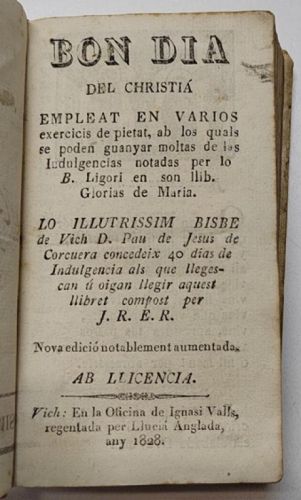 BON DIA
DEL CHRISTIÁ
EMPLEAT EN VARIOS
exercicis de pietat, ab los quals
se poden guanyar moltas de las
Indulgencias notadas per lo
B. Ligori en son llib.
Glorias de Maria.
LO ILLUTRISSIM BISBE
de Vich D. Pau de Jesus de
Corcuera concedeix 40 dias de
Indulgencia als que lleges-
can ú oigan llegir aquest
llibret compost per
J. R. E. R.
Nova edició notablement aumentada.
AB LLICENCIA.
Vich: En la Oficina de Ignasi Valls,
regentada per Lluciá Anglada,
any 1828.